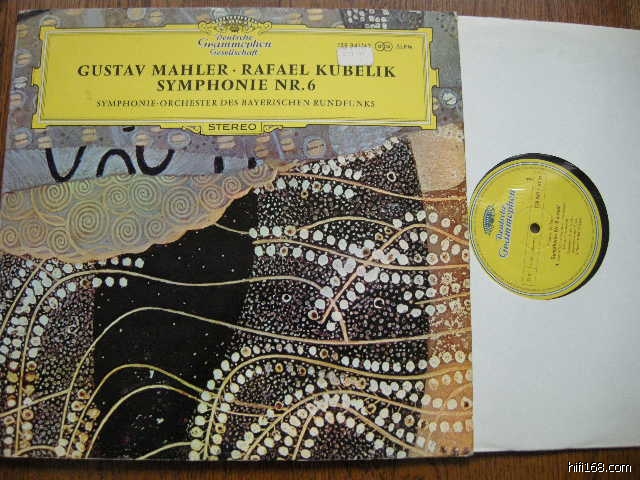 Deutsche
Grammophon
Gesellschaft
SLPM
GUSTAV MAHLER · RAFAEL KUBELIK
SYMPHONIE NR. 6
SYMPHONIE-ORCHESTER DES BAYERISCHEN RUNDFUNKS
STEREO
Deutsche
Grammophon
hifi168.com